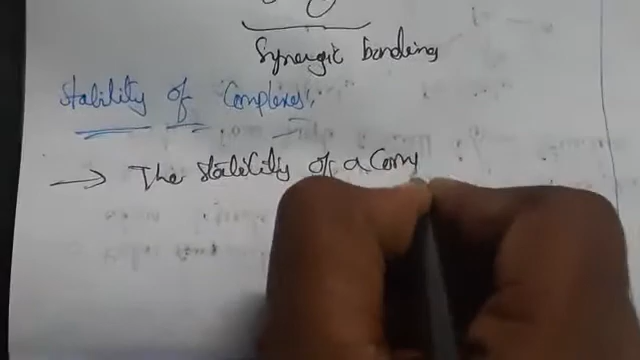 Synergic bonding
Stability of Complexes:
→ The stability of a Com